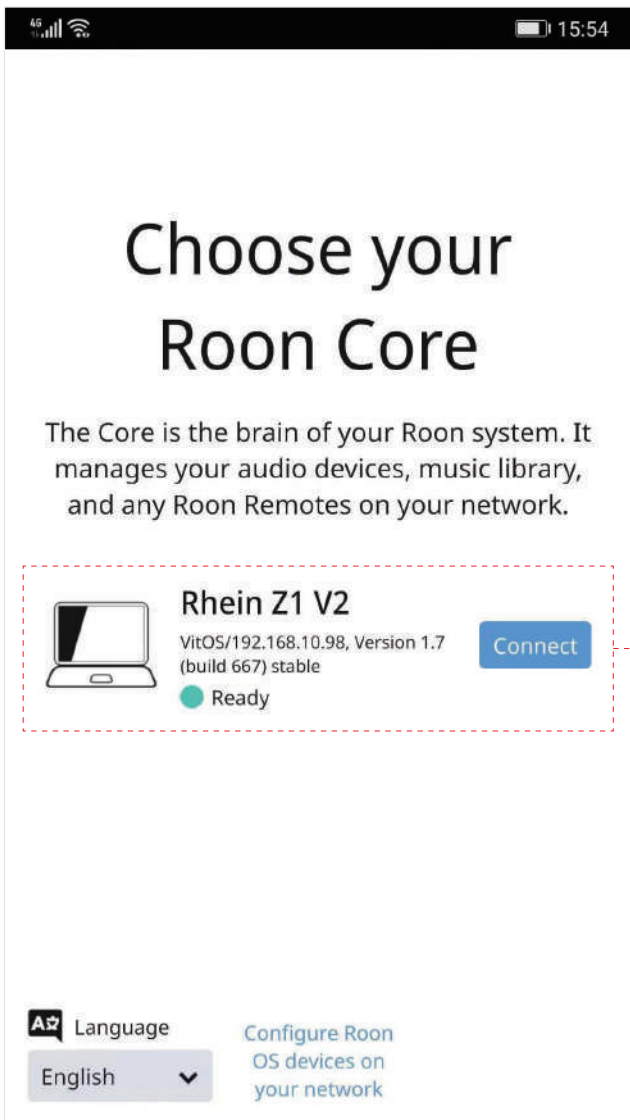 4G
15:54
Choose your
Roon Core
The Core is the brain of your Roon system. It
manages your audio devices, music library,
and any Roon Remotes on your network.
Rhein Z1 V2
VitOS/192.168.10.98, Version 1.7
(build 667) stable
Connect
Ready
Language
English
Configure Roon
OS devices on
your network